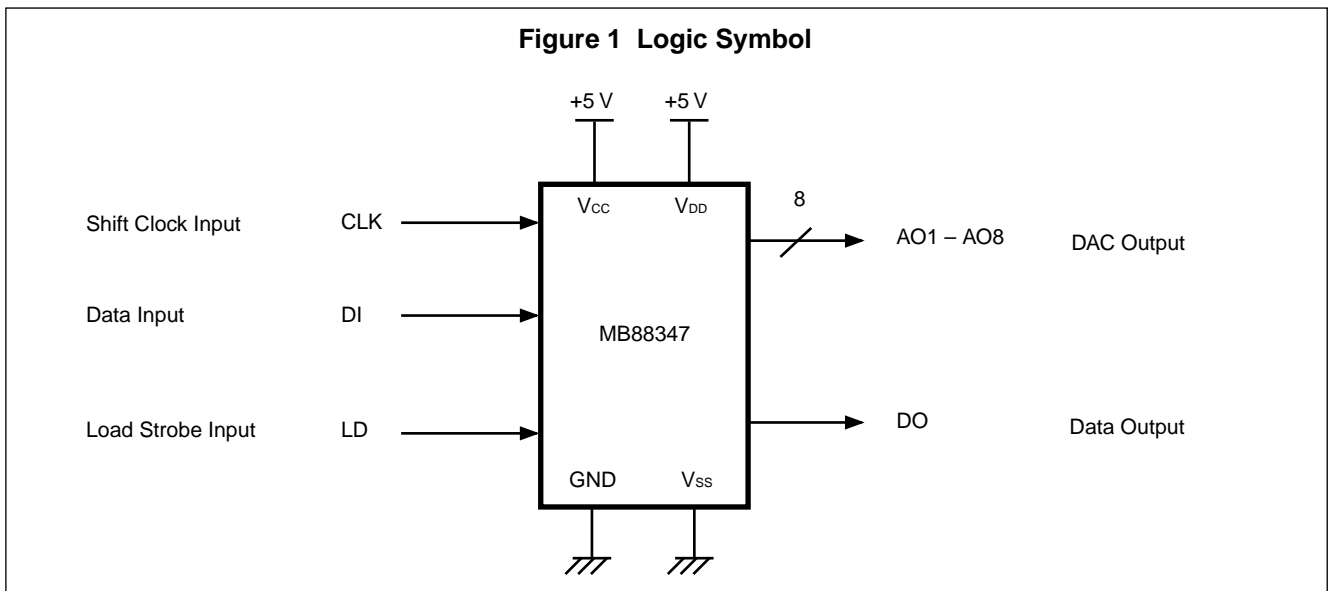 Figure 1 Logic Symbol
+5 V +5 V
VCC VDD
8
Shift Clock Input CLK
AO1 – AO8 DAC Output
Data Input DI
MB88347
Load Strobe Input LD
DO Data Output
GND VSS